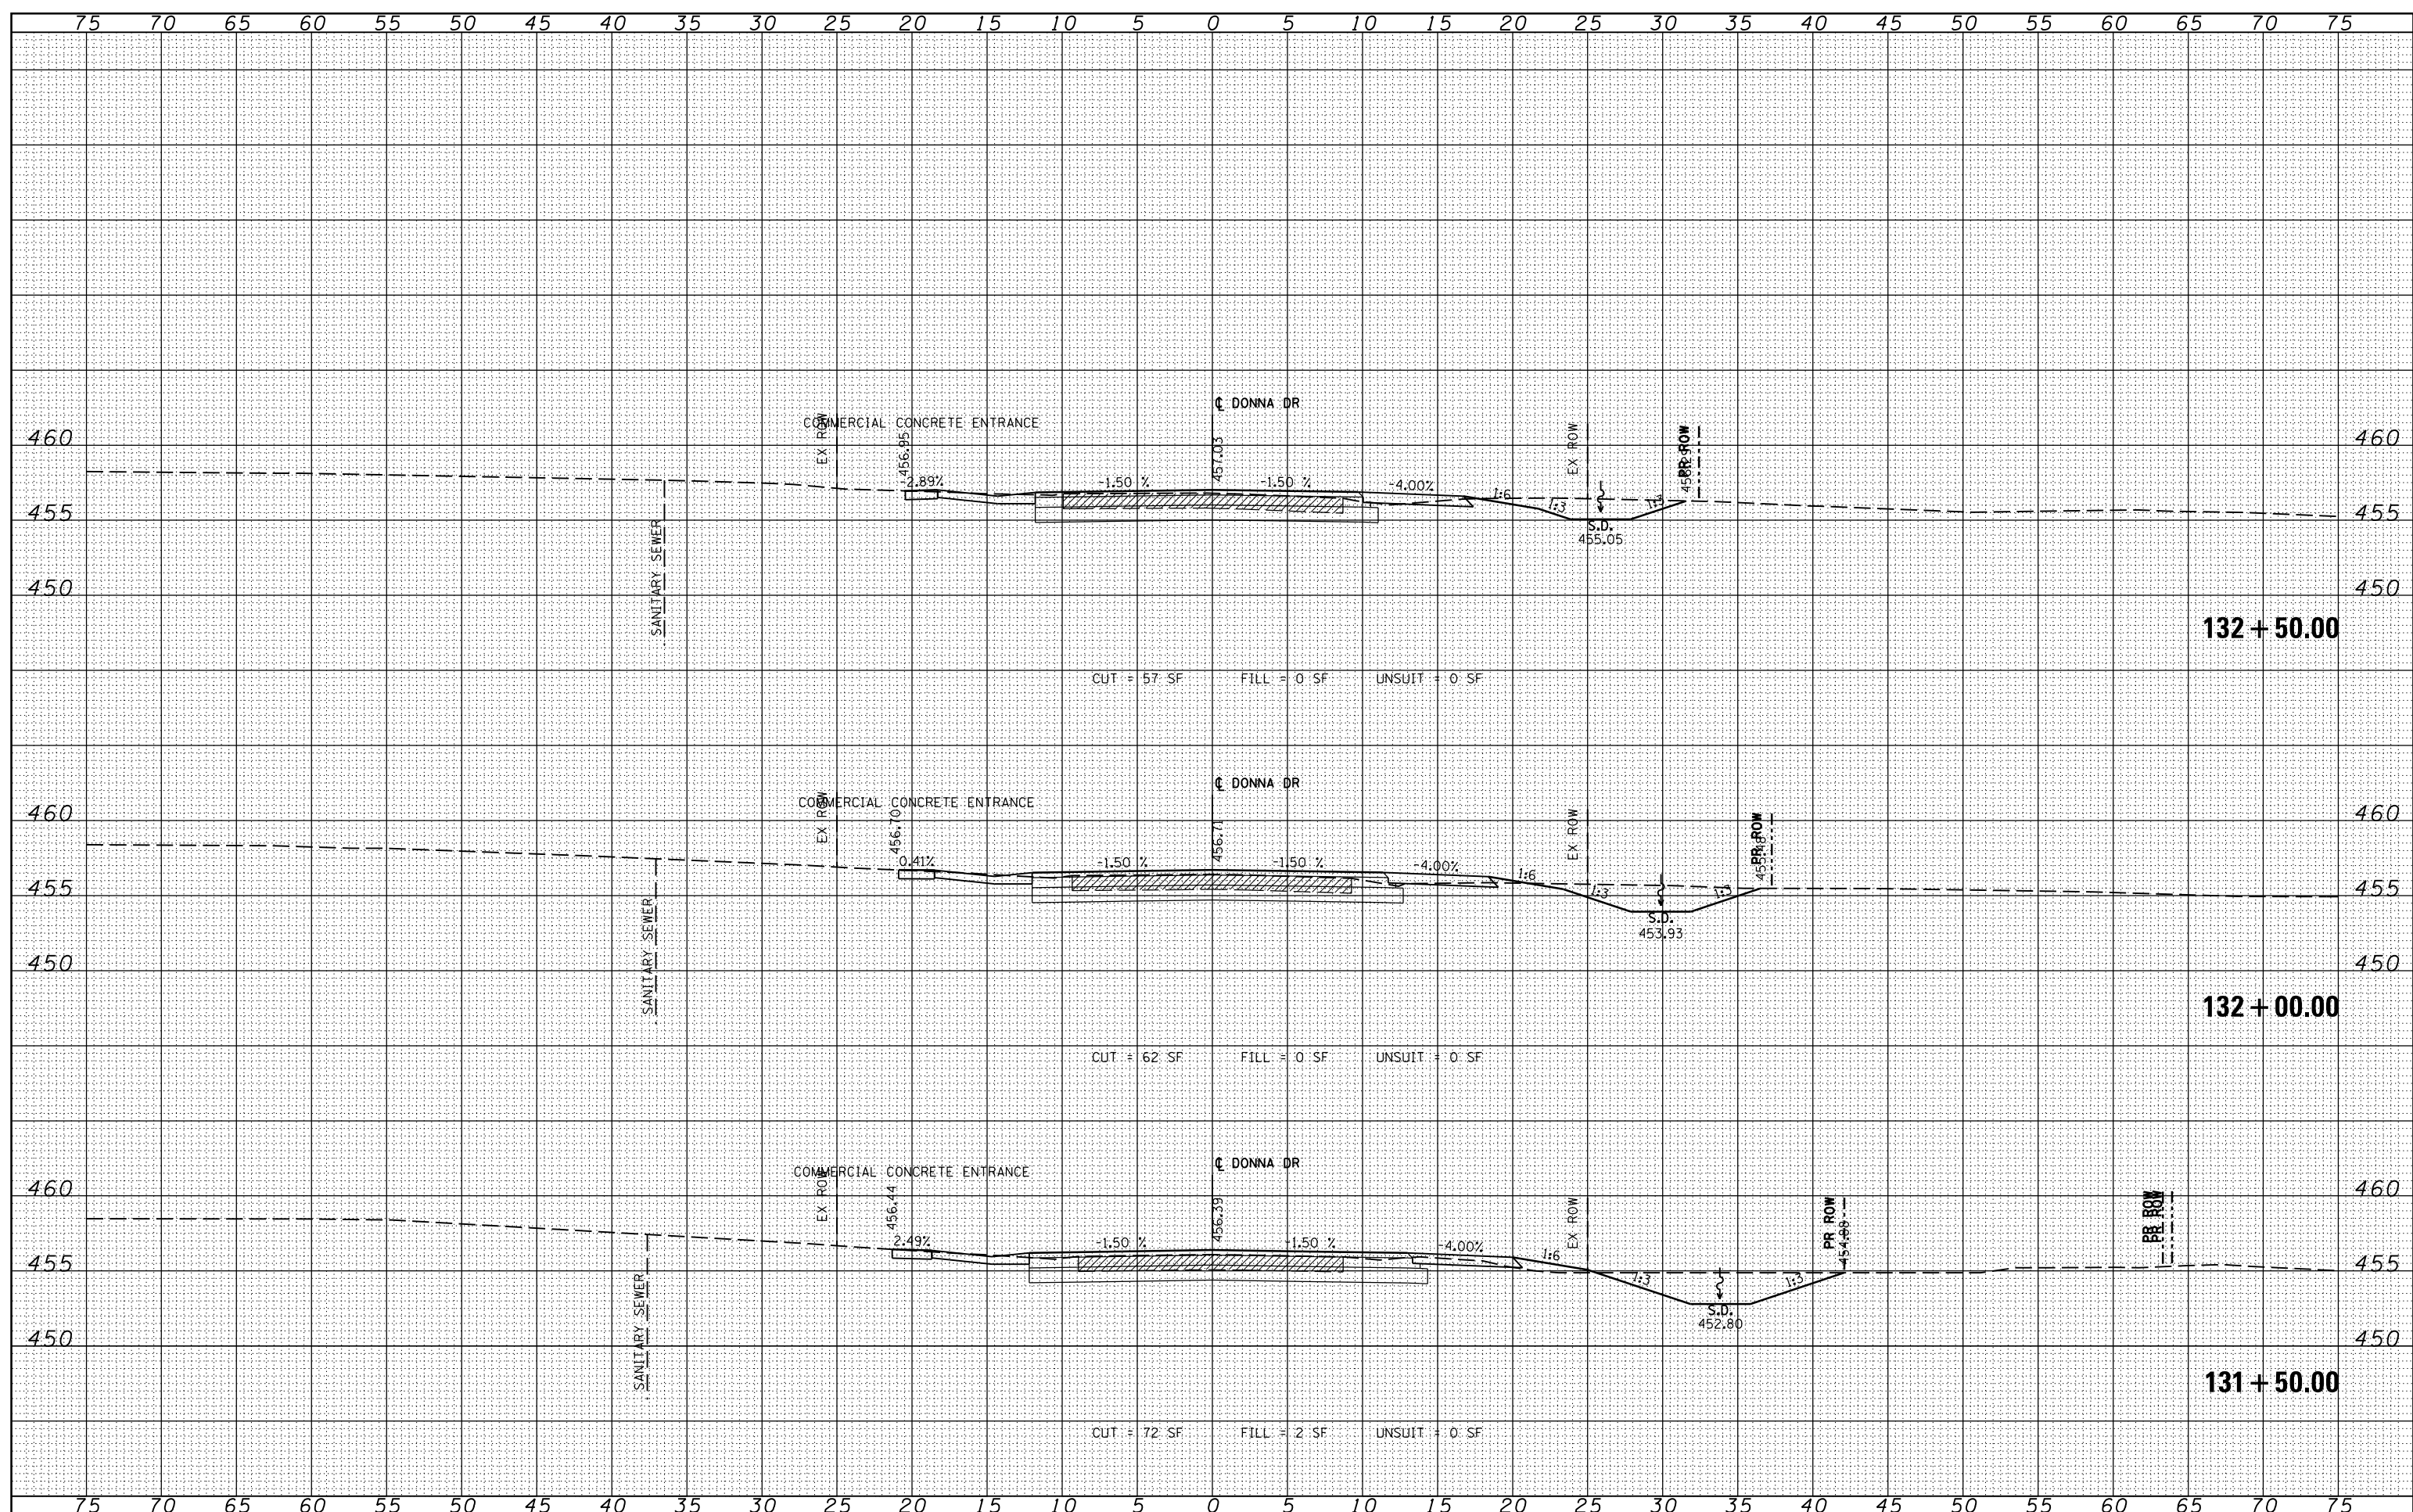 75 70 65 60 55 50 45 40 35 30 25 20 15 10 5 0 5 10 15 20 25 30 35 40 45 50 55 60 65 70 75
℄ DONNA DR
COMMERCIAL CONCRETE ENTRANCE
EX ROW
456.95
457.03
EX ROW
PR ROW
456.29
460 460
-2.89% -1.50 % -1.50 % -4.00% 1:6 1:3 1:3
455 455
S.D.
455.05
SANITARY SEWER
450 450
132+50.00
CUT = 57 SF FILL = 0 SF UNSUIT = 0 SF
℄ DONNA DR
COMMERCIAL CONCRETE ENTRANCE
EX ROW
456.70
456.71
EX ROW
PR ROW
455.48
460 460
0.41% -1.50 % -1.50 % -4.00% 1:6 1:3 1:3
455 455
S.D.
453.93
SANITARY SEWER
450 450
132+00.00
CUT = 62 SF FILL = 0 SF UNSUIT = 0 SF
℄ DONNA DR
COMMERCIAL CONCRETE ENTRANCE
EX ROW
456.44
456.39
EX ROW
PR ROW
454.88
PR ROW
PR ROW
460 460
2.49% -1.50 % -1.50 % -4.00% 1:6 1:3 1:3
455 455
S.D.
452.80
SANITARY SEWER
450 450
131+50.00
CUT = 72 SF FILL = 2 SF UNSUIT = 0 SF
75 70 65 60 55 50 45 40 35 30 25 20 15 10 5 0 5 10 15 20 25 30 35 40 45 50 55 60 65 70 75